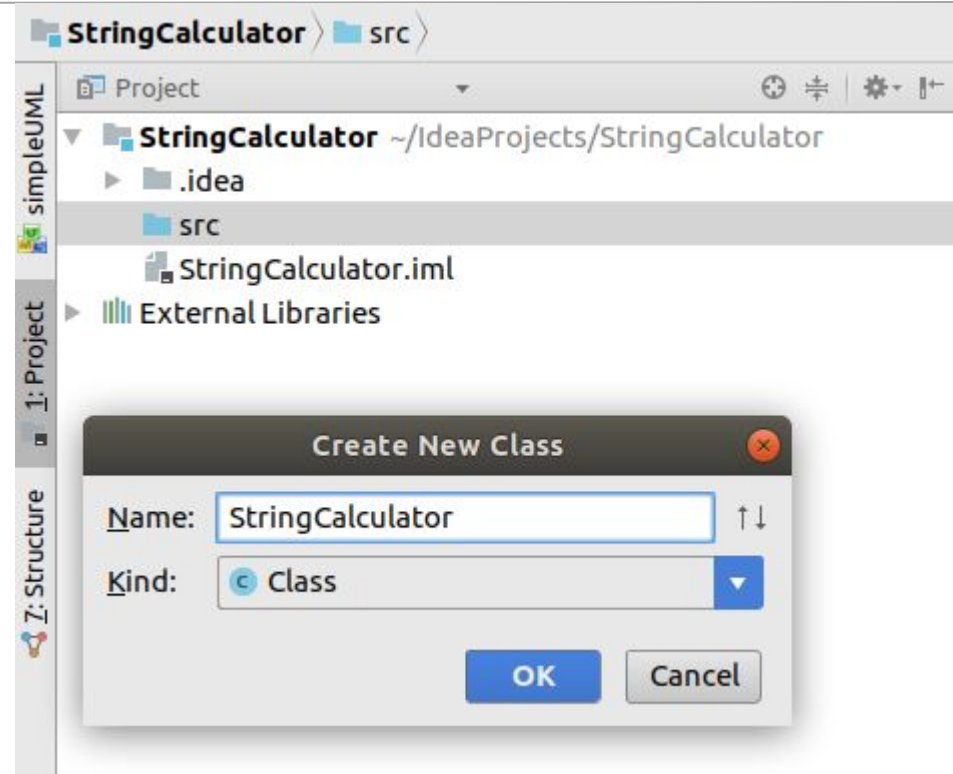 StringCalculator src
Project
StringCalculator ~/IdeaProjects/StringCalculator
.idea
src
StringCalculator.iml
External Libraries
simpleUML
1: Project
7: Structure
Create New Class
Name: StringCalculator
Kind: C Class
OK Cancel